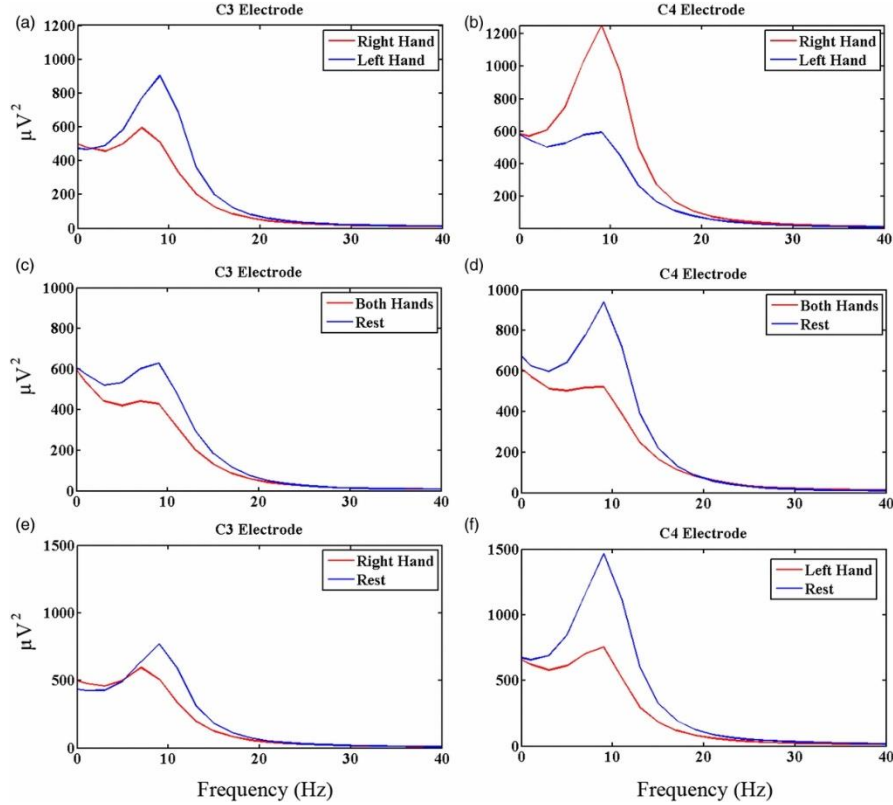 (a)
C3 Electrode
1200
1000
800
600
400
200
0
0
10
20
30
40
μV²
Right Hand
Left Hand
(b)
C4 Electrode
1200
1000
800
600
400
200
0
10
20
30
40
Right Hand
Left Hand
(c)
C3 Electrode
1000
800
600
400
200
0
0
10
20
30
40
μV²
Both Hands
Rest
(d)
C4 Electrode
1000
800
600
400
200
0
0
10
20
30
40
Both Hands
Rest
(e)
C3 Electrode
1500
1000
500
0
0
10
20
30
40
μV²
Right Hand
Rest
Frequency (Hz)
(f)
C4 Electrode
1500
1000
500
0
0
10
20
30
40
Left Hand
Rest
Frequency (Hz)